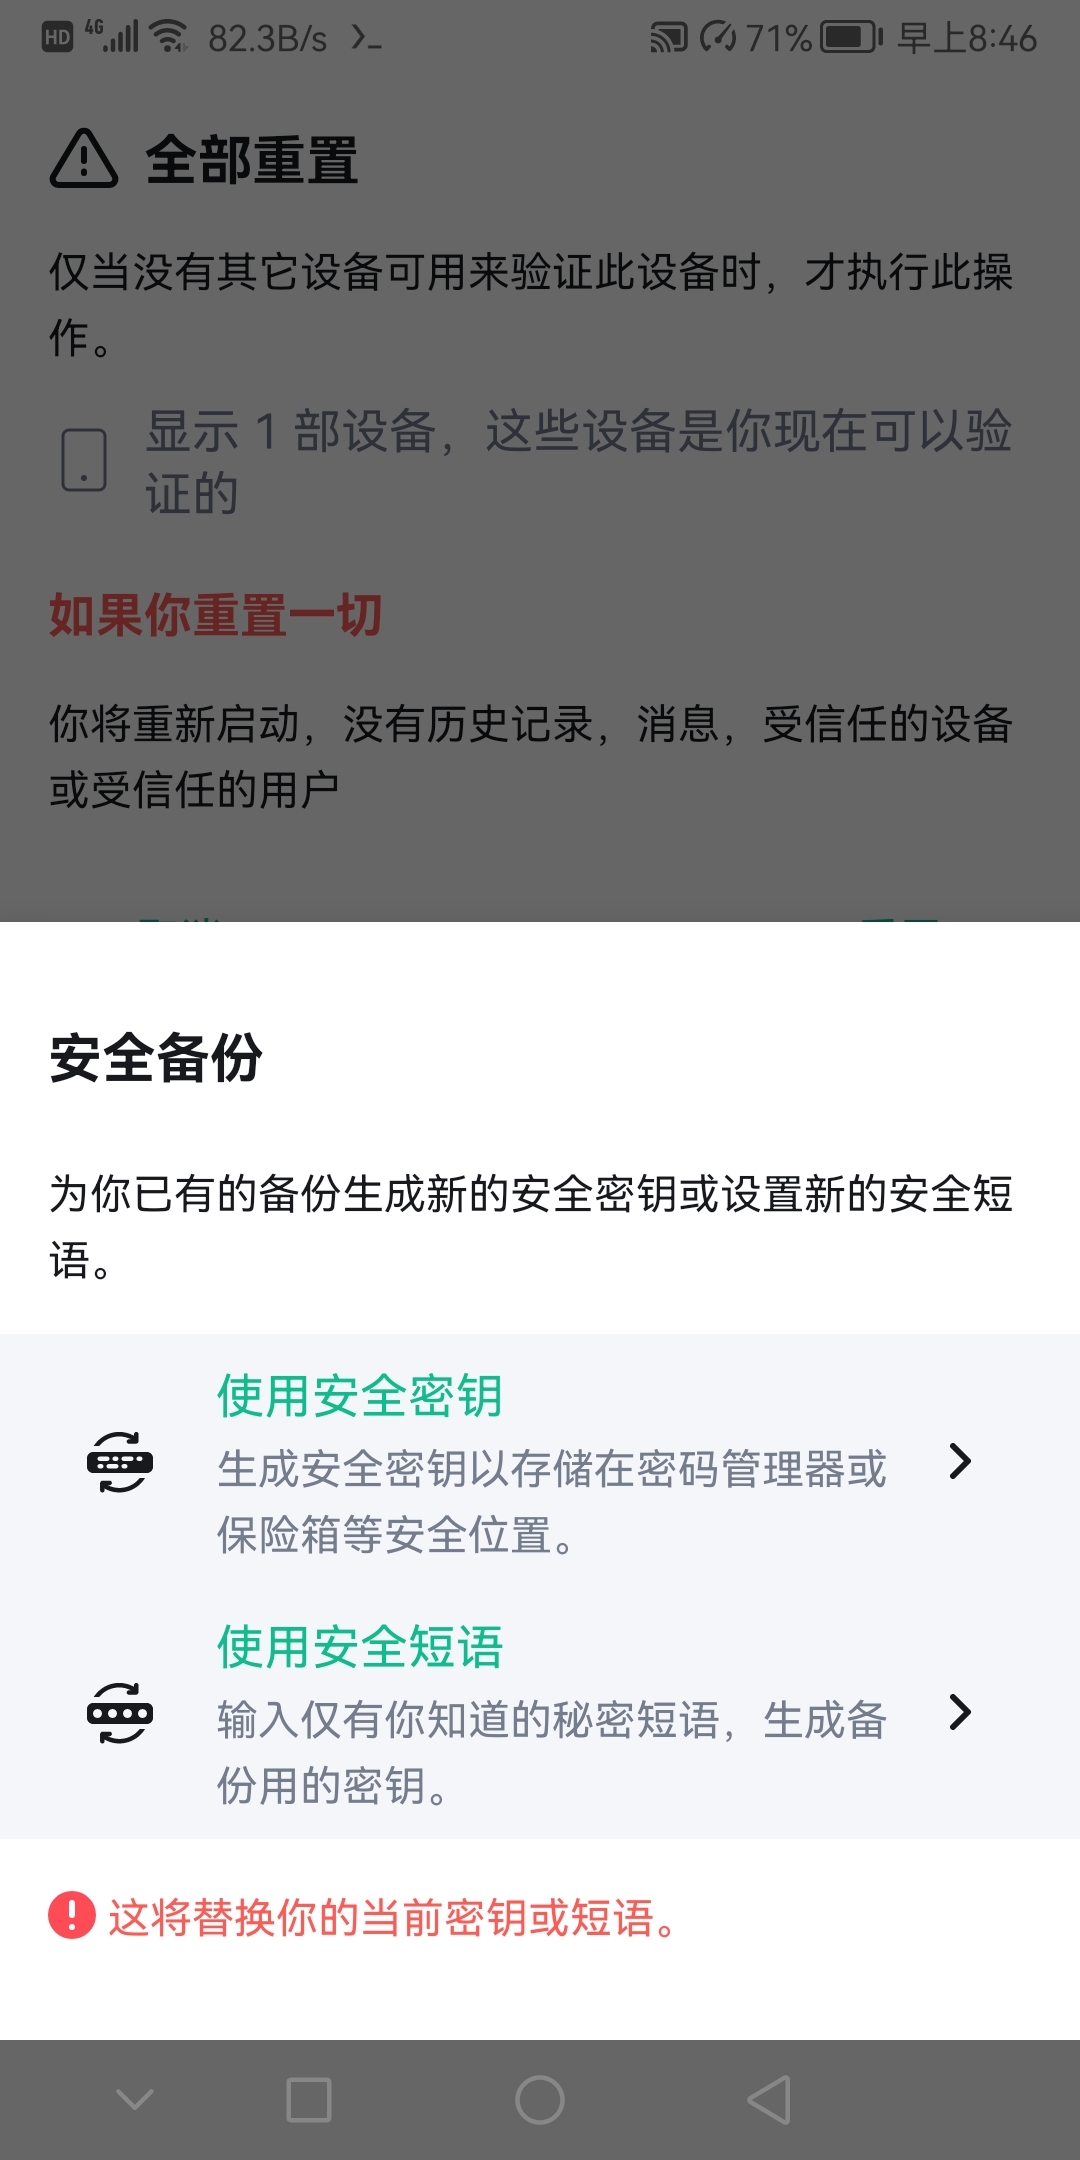 HD 4G 82.3B/s 71% 早上8:46
全部重置
仅当没有其它设备可用来验证此设备时，才执行此操
作。
显示 1 部设备，这些设备是你现在可以验
证的
如果你重置一切
你将重新启动，没有历史记录，消息，受信任的设备
或受信任的用户
安全备份
为你已有的备份生成新的安全密钥或设置新的安全短
语。
使用安全密钥
生成安全密钥以存储在密码管理器或
保险箱等安全位置。
使用安全短语
输入仅有你知道的秘密短语，生成备
份用的密钥。
这将替换你的当前密钥或短语。